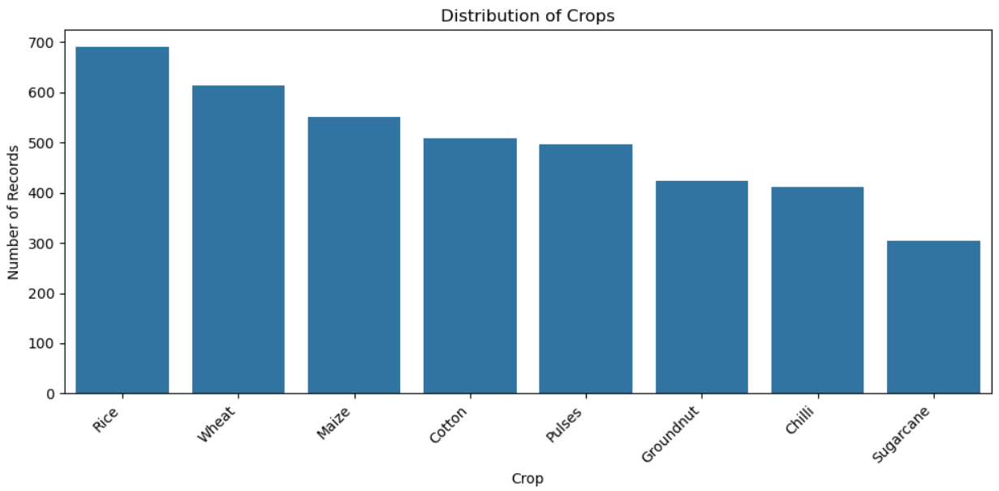 Distribution of Crops
Number of Records
700
600
500
400
300
200
100
0
Rice
Wheat
Maize
Cotton
Pulses
Groundnut
Chilli
Sugarcane
Crop